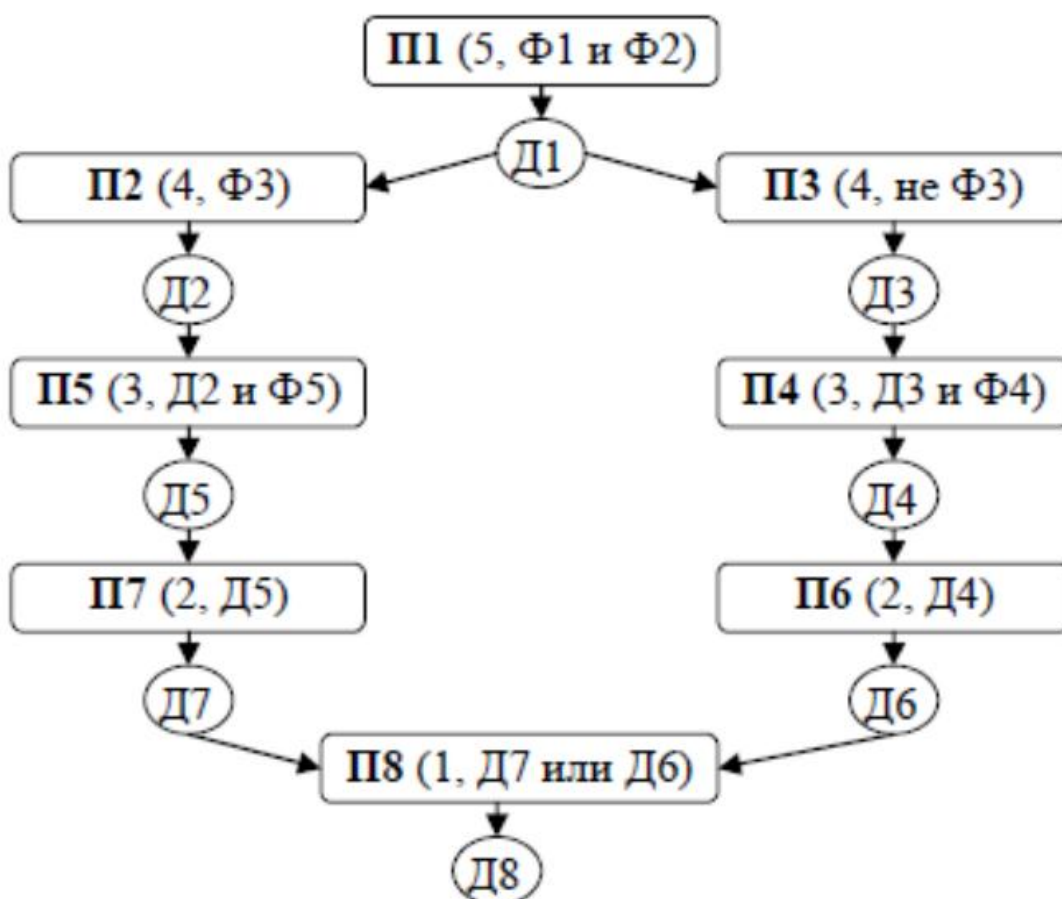 П1 (5, Ф1 и Ф2)
Д1
П2 (4, Ф3)
П3 (4, не Ф3)
Д2
Д3
П5 (3, Д2 и Ф5)
П4 (3, Д3 и Ф4)
Д5
Д4
П7 (2, Д5)
П6 (2, Д4)
Д7
Д6
П8 (1, Д7 или Д6)
Д8